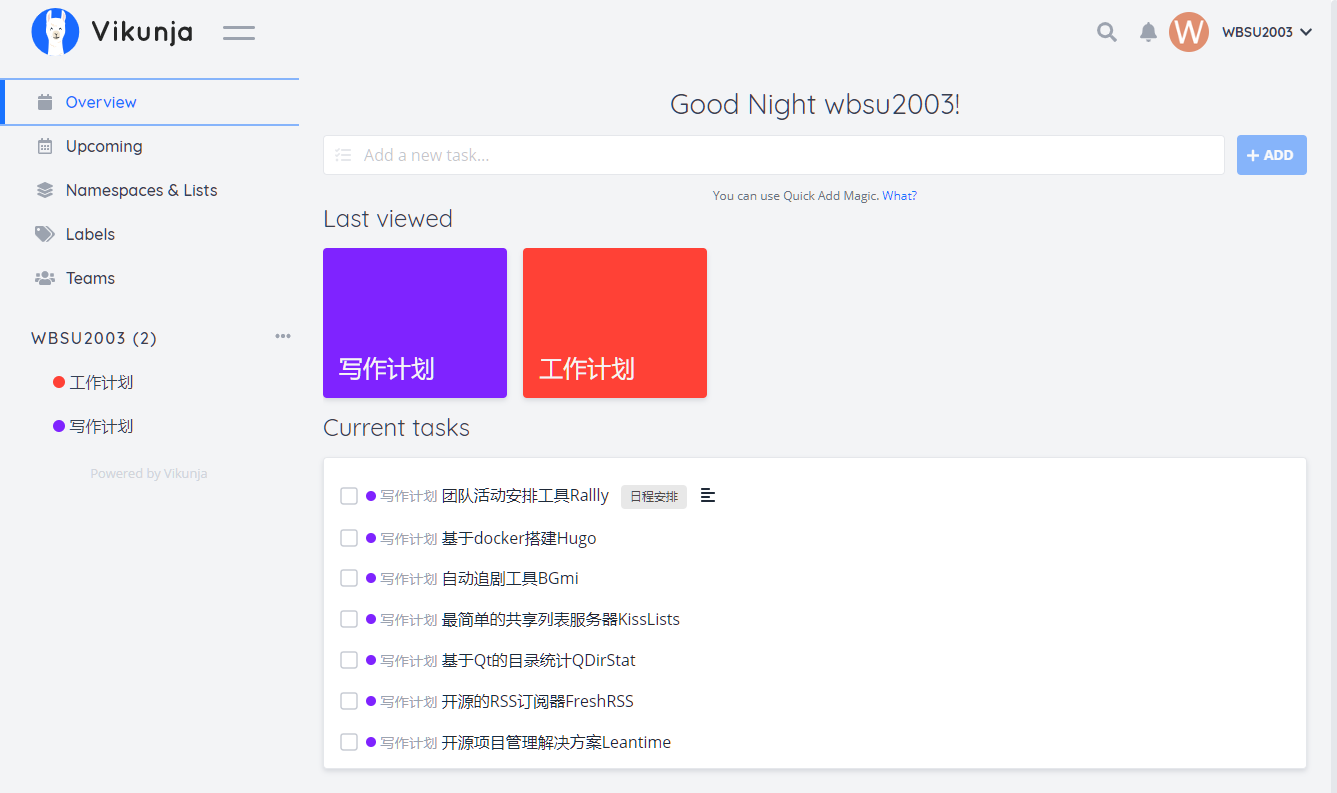 Vikunja
W WBSU2003
Overview
Upcoming
Namespaces & Lists
Labels
Teams
WBSU2003 (2)
工作计划
写作计划
Powered by Vikunja
Good Night wbsu2003!
Add a new task...
+ ADD
You can use Quick Add Magic. What?
Last viewed
写作计划
工作计划
Current tasks
写作计划 团队活动安排工具Rallly 日程安排
写作计划 基于docker搭建Hugo
写作计划 自动追剧工具BGmi
写作计划 最简单的共享列表服务器KissLists
写作计划 基于Qt的目录统计QDirStat
写作计划 开源的RSS订阅器FreshRSS
写作计划 开源项目管理解决方案Leantime